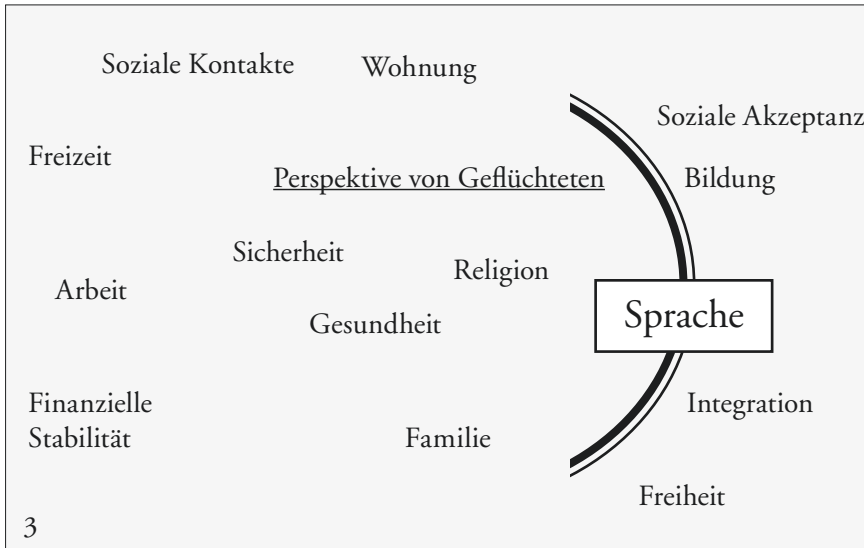 Soziale Kontakte
Wohnung
Soziale Akzeptanz
Freizeit
Perspektive von Geflüchteten
Bildung
Sicherheit
Religion
Arbeit
Gesundheit
Sprache
Finanzielle
Stabilität
Familie
Integration
Freiheit
3